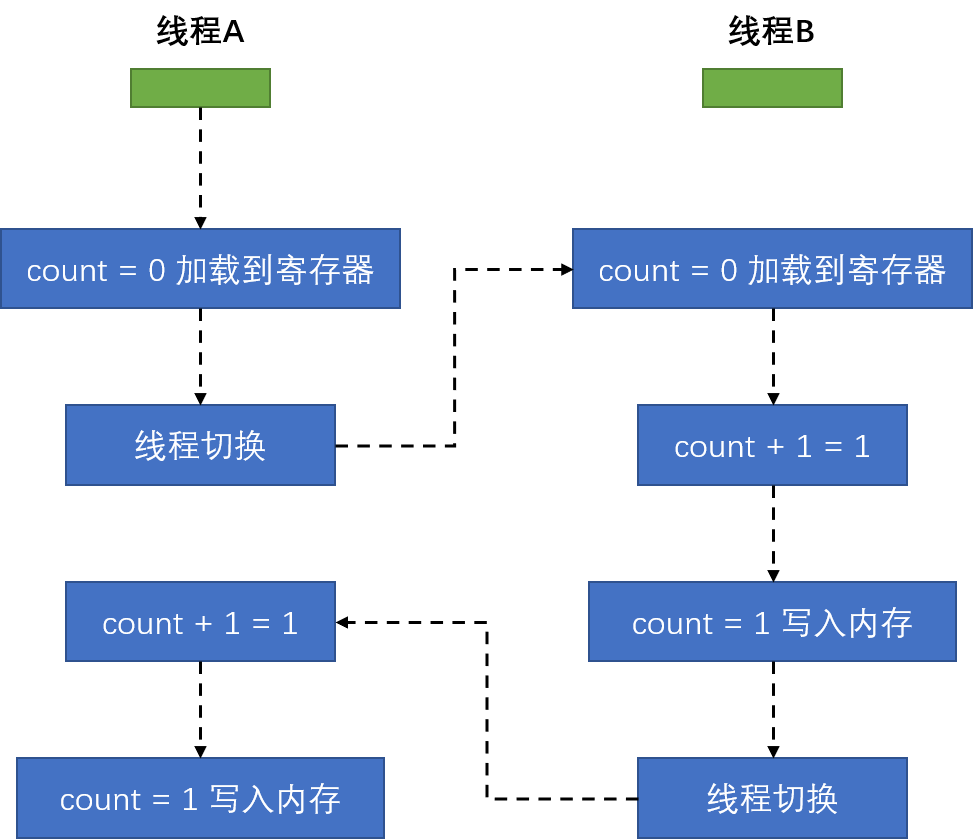 线程A
线程B
count = 0 加载到寄存器
count = 0 加载到寄存器
线程切换
count + 1 = 1
count + 1 = 1
count = 1 写入内存
count = 1 写入内存
线程切换